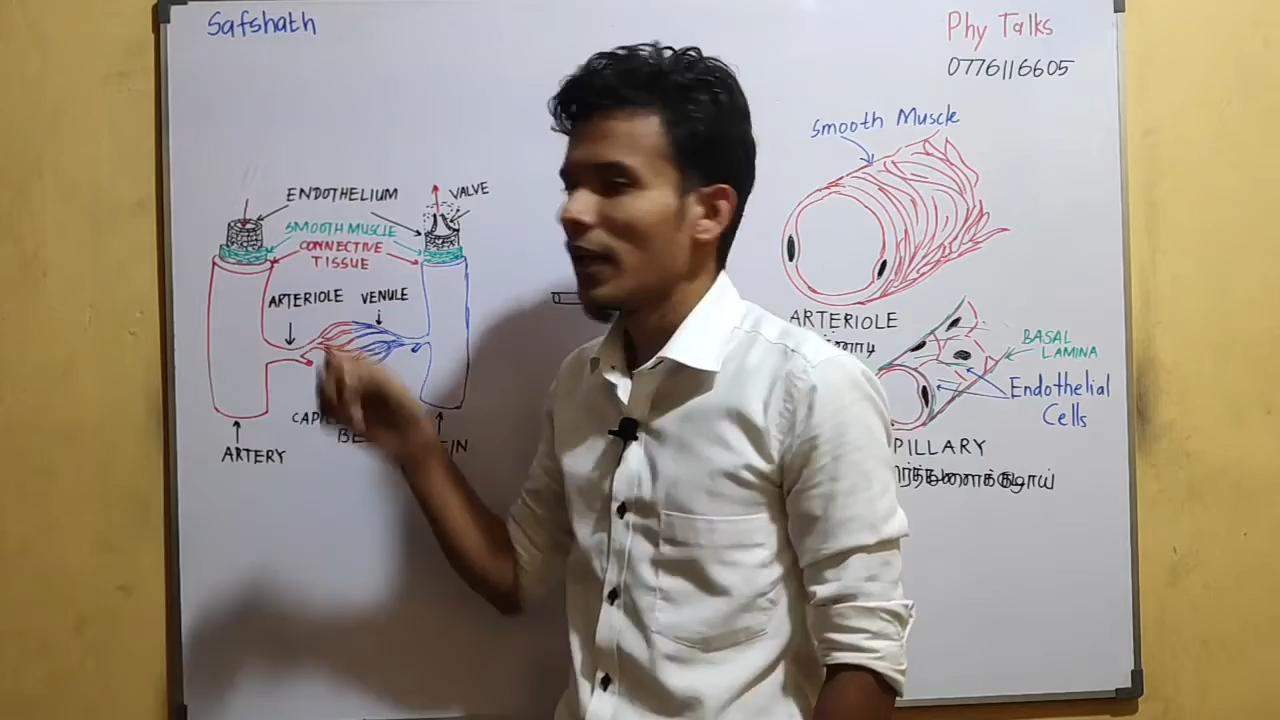 Safshath
Phy Talks
0776116605
Smooth Muscle
ENDOTHELIUM
VALVE
SMOOTH MUSCLE
CONNECTIVE
TISSUE
ARTERIOLE
VENULE
ARTERIOLE
BASAL
LAMINA
Endothelial
Cells
ARTERY